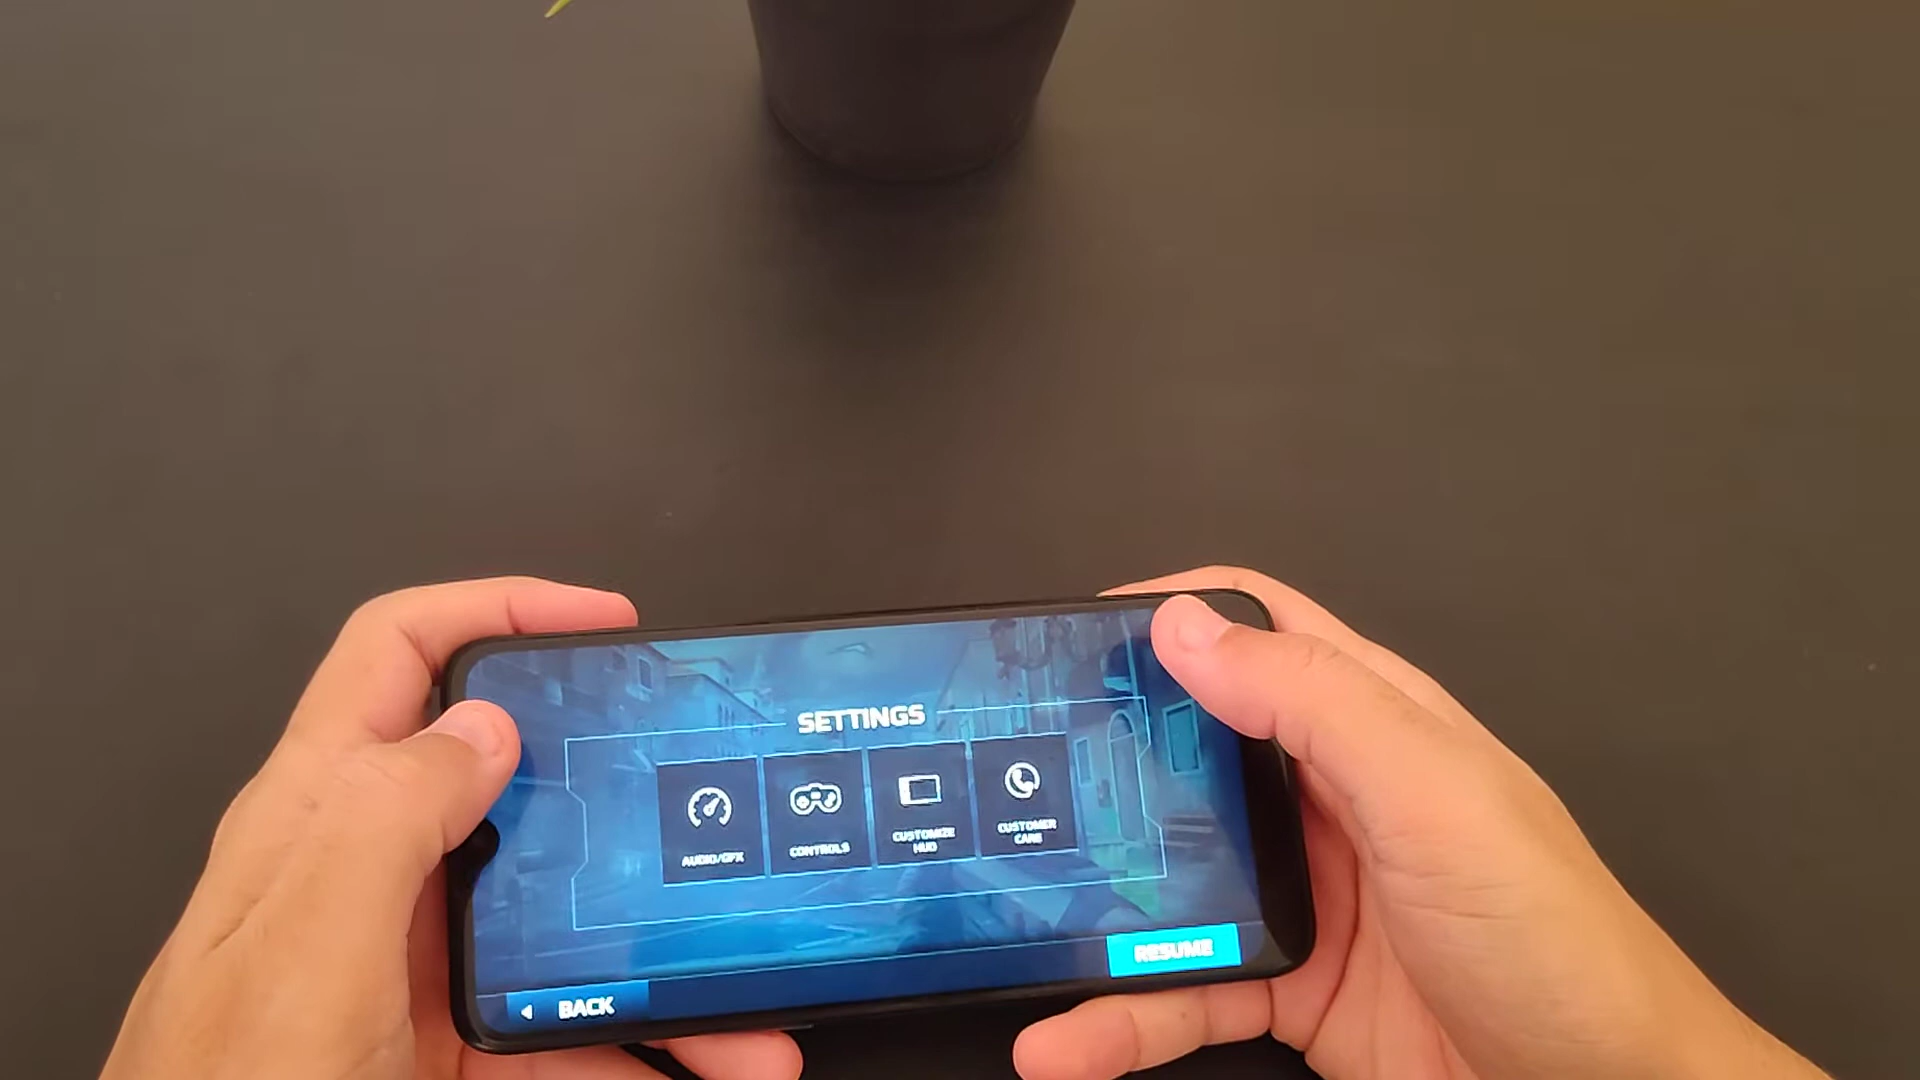 SETTINGS
AUDIO/GFX
CONTROLS
CUSTOMIZE
HUD
CUSTOMER
CARE
RESUME
BACK